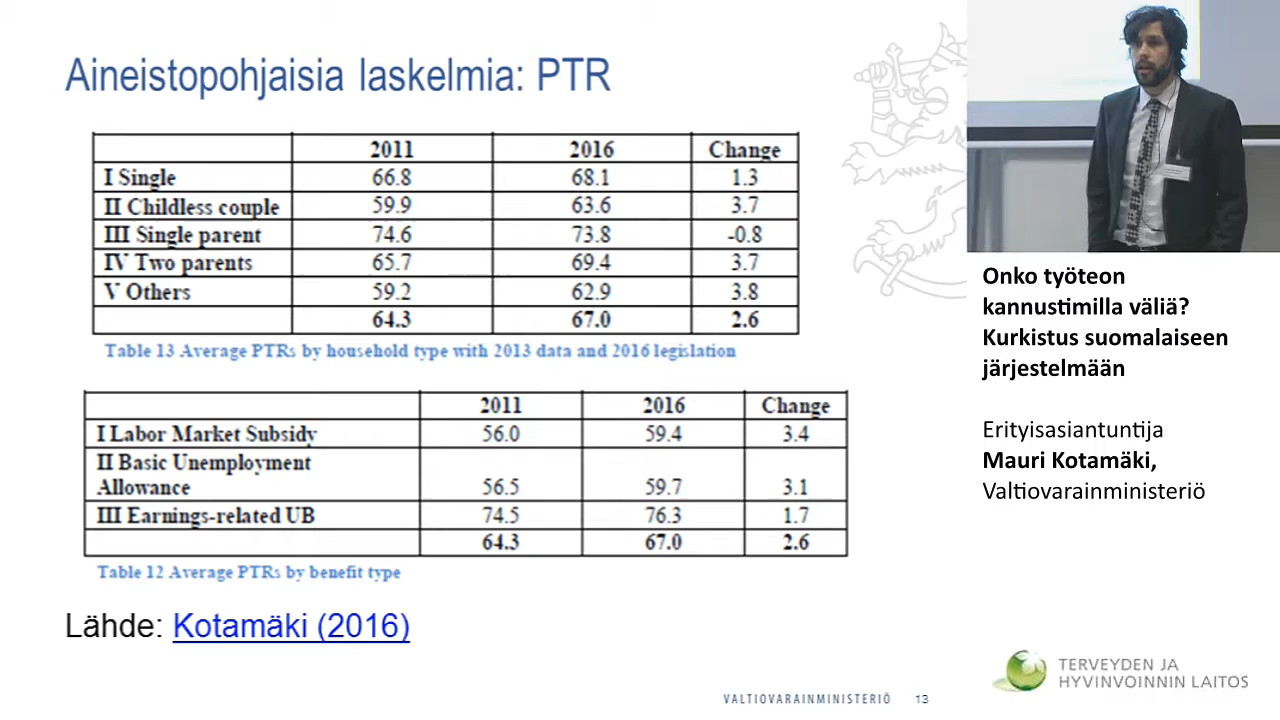 Aineistopohjaisia laskelmia: PTR
2011 2016 Change
I Single 66.8 68.1 1.3
II Childless couple 59.9 63.6 3.7
III Single parent 74.6 73.8 -0.8
IV Two parents 65.7 69.4 3.7
V Others 59.2 62.9 3.8
64.3 67.0 2.6
Table 13 Average PTRs by household type with 2013 data and 2016 legislation
2011 2016 Change
I Labor Market Subsidy 56.0 59.4 3.4
II Basic Unemployment
Allowance 56.5 59.7 3.1
III Earnings-related UB 74.5 76.3 1.7
64.3 67.0 2.6
Table 12 Average PTRs by benefit type
Lähde: Kotamäki (2016)
VALTIOVARAINMINISTERIÖ 13
Onko työteon
kannustimilla väliä?
Kurkistus suomalaiseen
järjestelmään
Erityisasiantuntija
Mauri Kotamäki,
Valtiovarainministeriö
TERVEYDEN JA
HYVINVOINNIN LAITOS